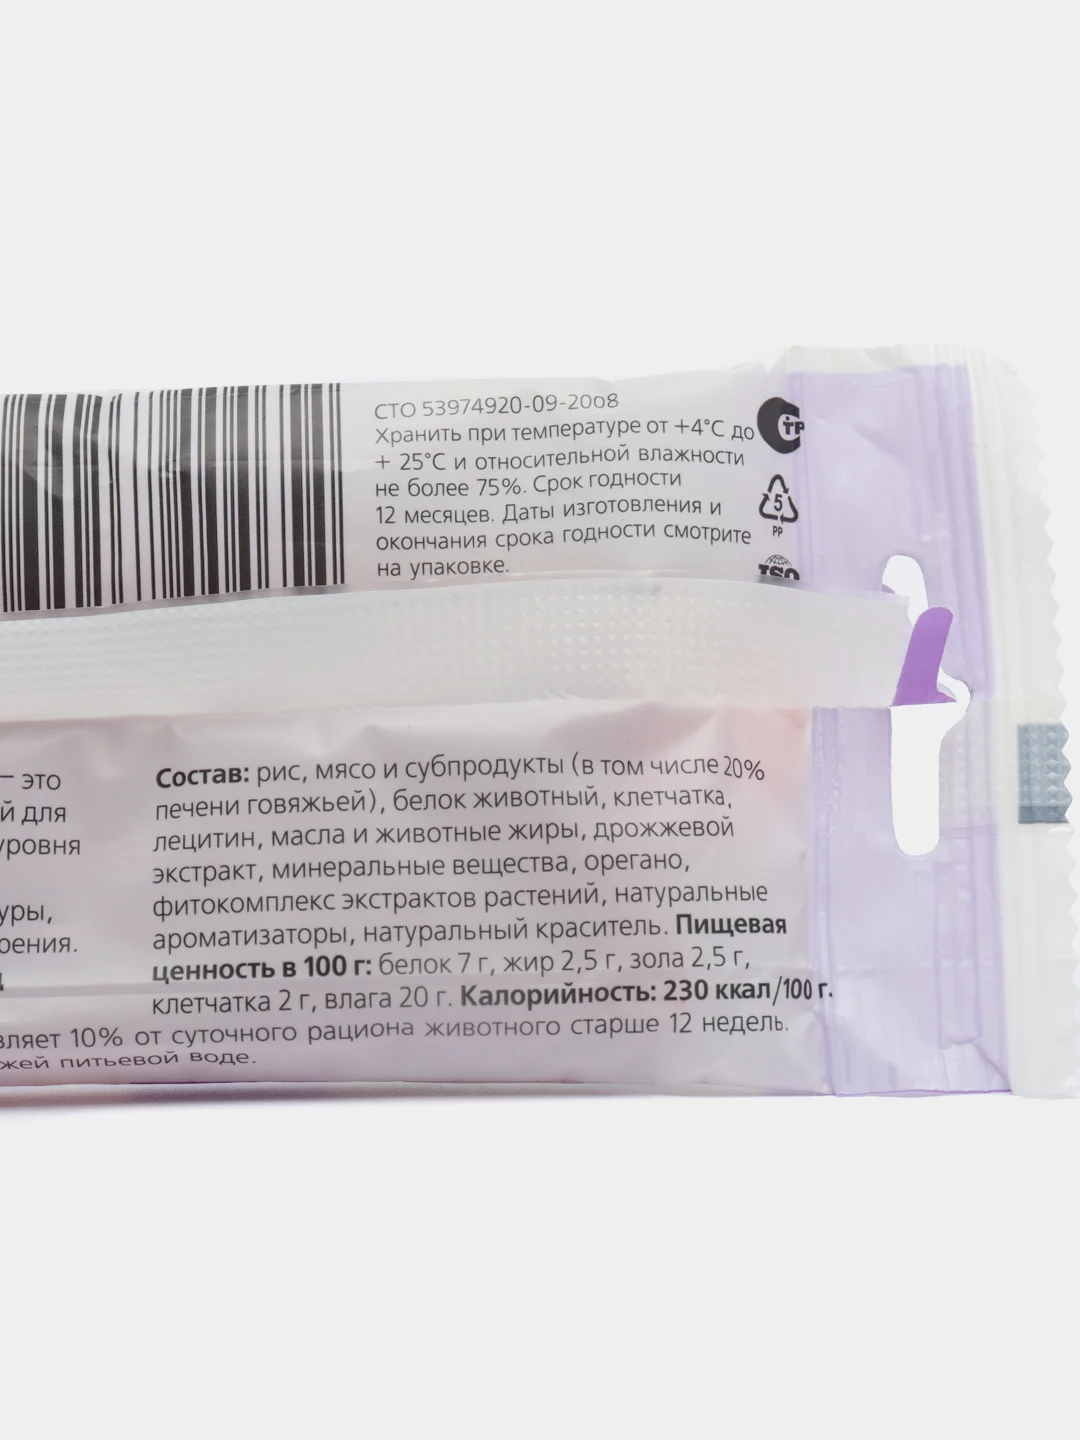 СТО 53974920-09-2008
Хранить при температуре от +4°С до
+ 25°С и относительной влажности
не более 75%. Срок годности
12 месяцев. Даты изготовления и
окончания срока годности смотрите
на упаковке.
тр
5
PP
ISO
– это
й для
уровня
уры,
рения.
Состав: рис, мясо и субпродукты (в том числе 20%
печени говяжьей), белок животный, клетчатка,
лецитин, масла и животные жиры, дрожжевой
экстракт, минеральные вещества, орегано,
фитокомплекс экстрактов растений, натуральные
ароматизаторы, натуральный краситель. Пищевая
ценность в 100 г: белок 7 г, жир 2,5 г, зола 2,5 г,
клетчатка 2 г, влага 20 г. Калорийность: 230 ккал/100 г.
вляет 10% от суточного рациона животного старше 12 недель.
жей питьевой воде.